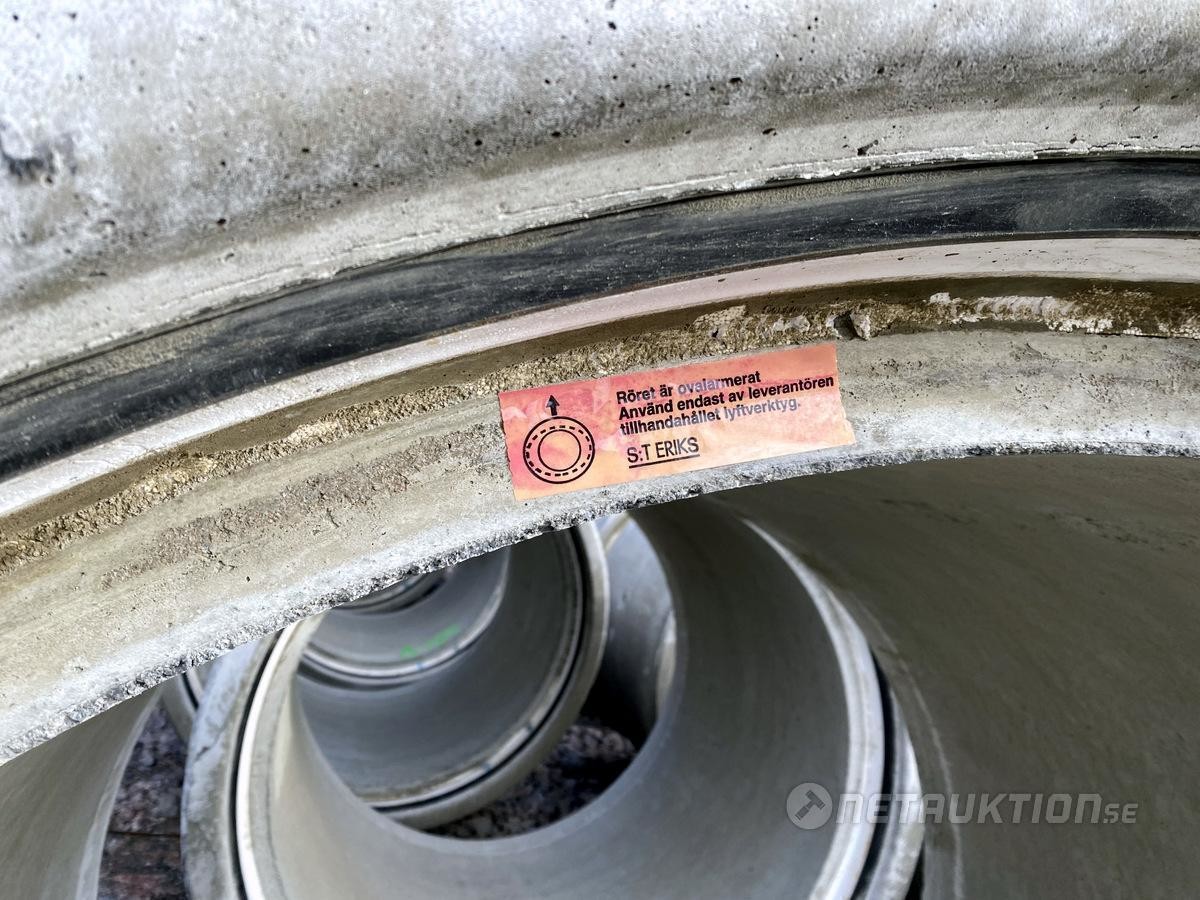 Röret är ovalarmerat
Använd endast av leverantören
tillhandahållet lyftverktyg.
S:T ERIKS
NETAUKTION.SE